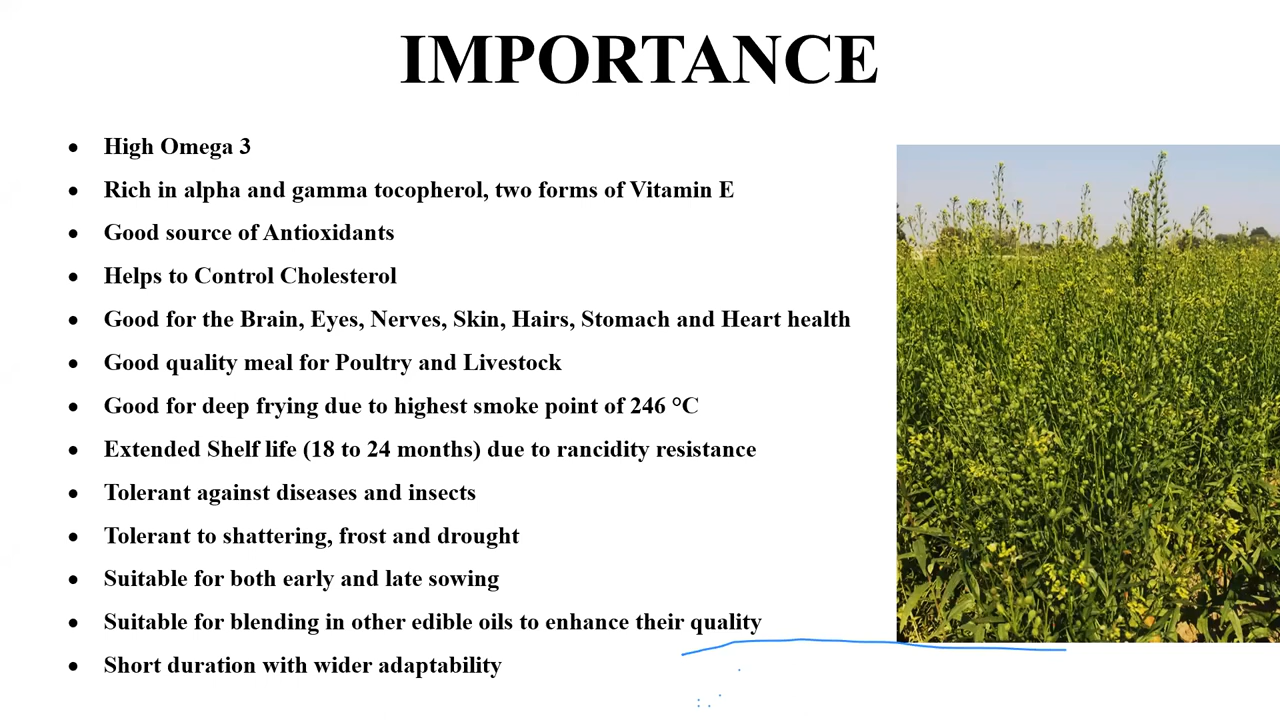 IMPORTANCE
• High Omega 3
• Rich in alpha and gamma tocopherol, two forms of Vitamin E
• Good source of Antioxidants
• Helps to Control Cholesterol
• Good for the Brain, Eyes, Nerves, Skin, Hairs, Stomach and Heart health
• Good quality meal for Poultry and Livestock
• Good for deep frying due to highest smoke point of 246 °C
• Extended Shelf life (18 to 24 months) due to rancidity resistance
• Tolerant against diseases and insects
• Tolerant to shattering, frost and drought
• Suitable for both early and late sowing
• Suitable for blending in other edible oils to enhance their quality
• Short duration with wider adaptability